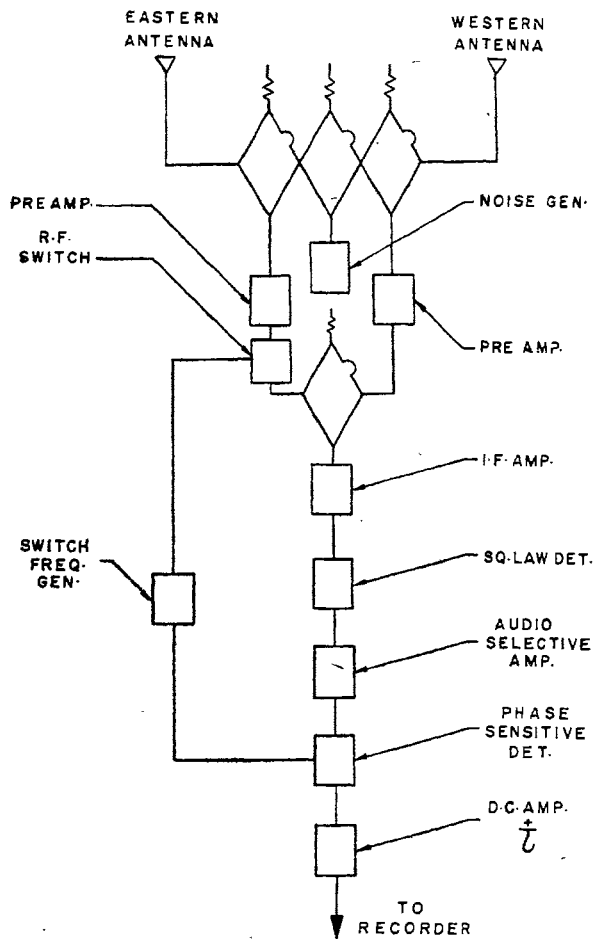 EASTERN
ANTENNA
WESTERN
ANTENNA
PREAMP.
R.F.
SWITCH
NOISE GEN.
PRE AMP.
I.F. AMP.
SWITCH
FREQ.
GEN.
SQ. LAW DET.
AUDIO
SELECTIVE
AMP.
PHASE
SENSITIVE
DET.
D.C. AMP.
+
TO
RECORDER